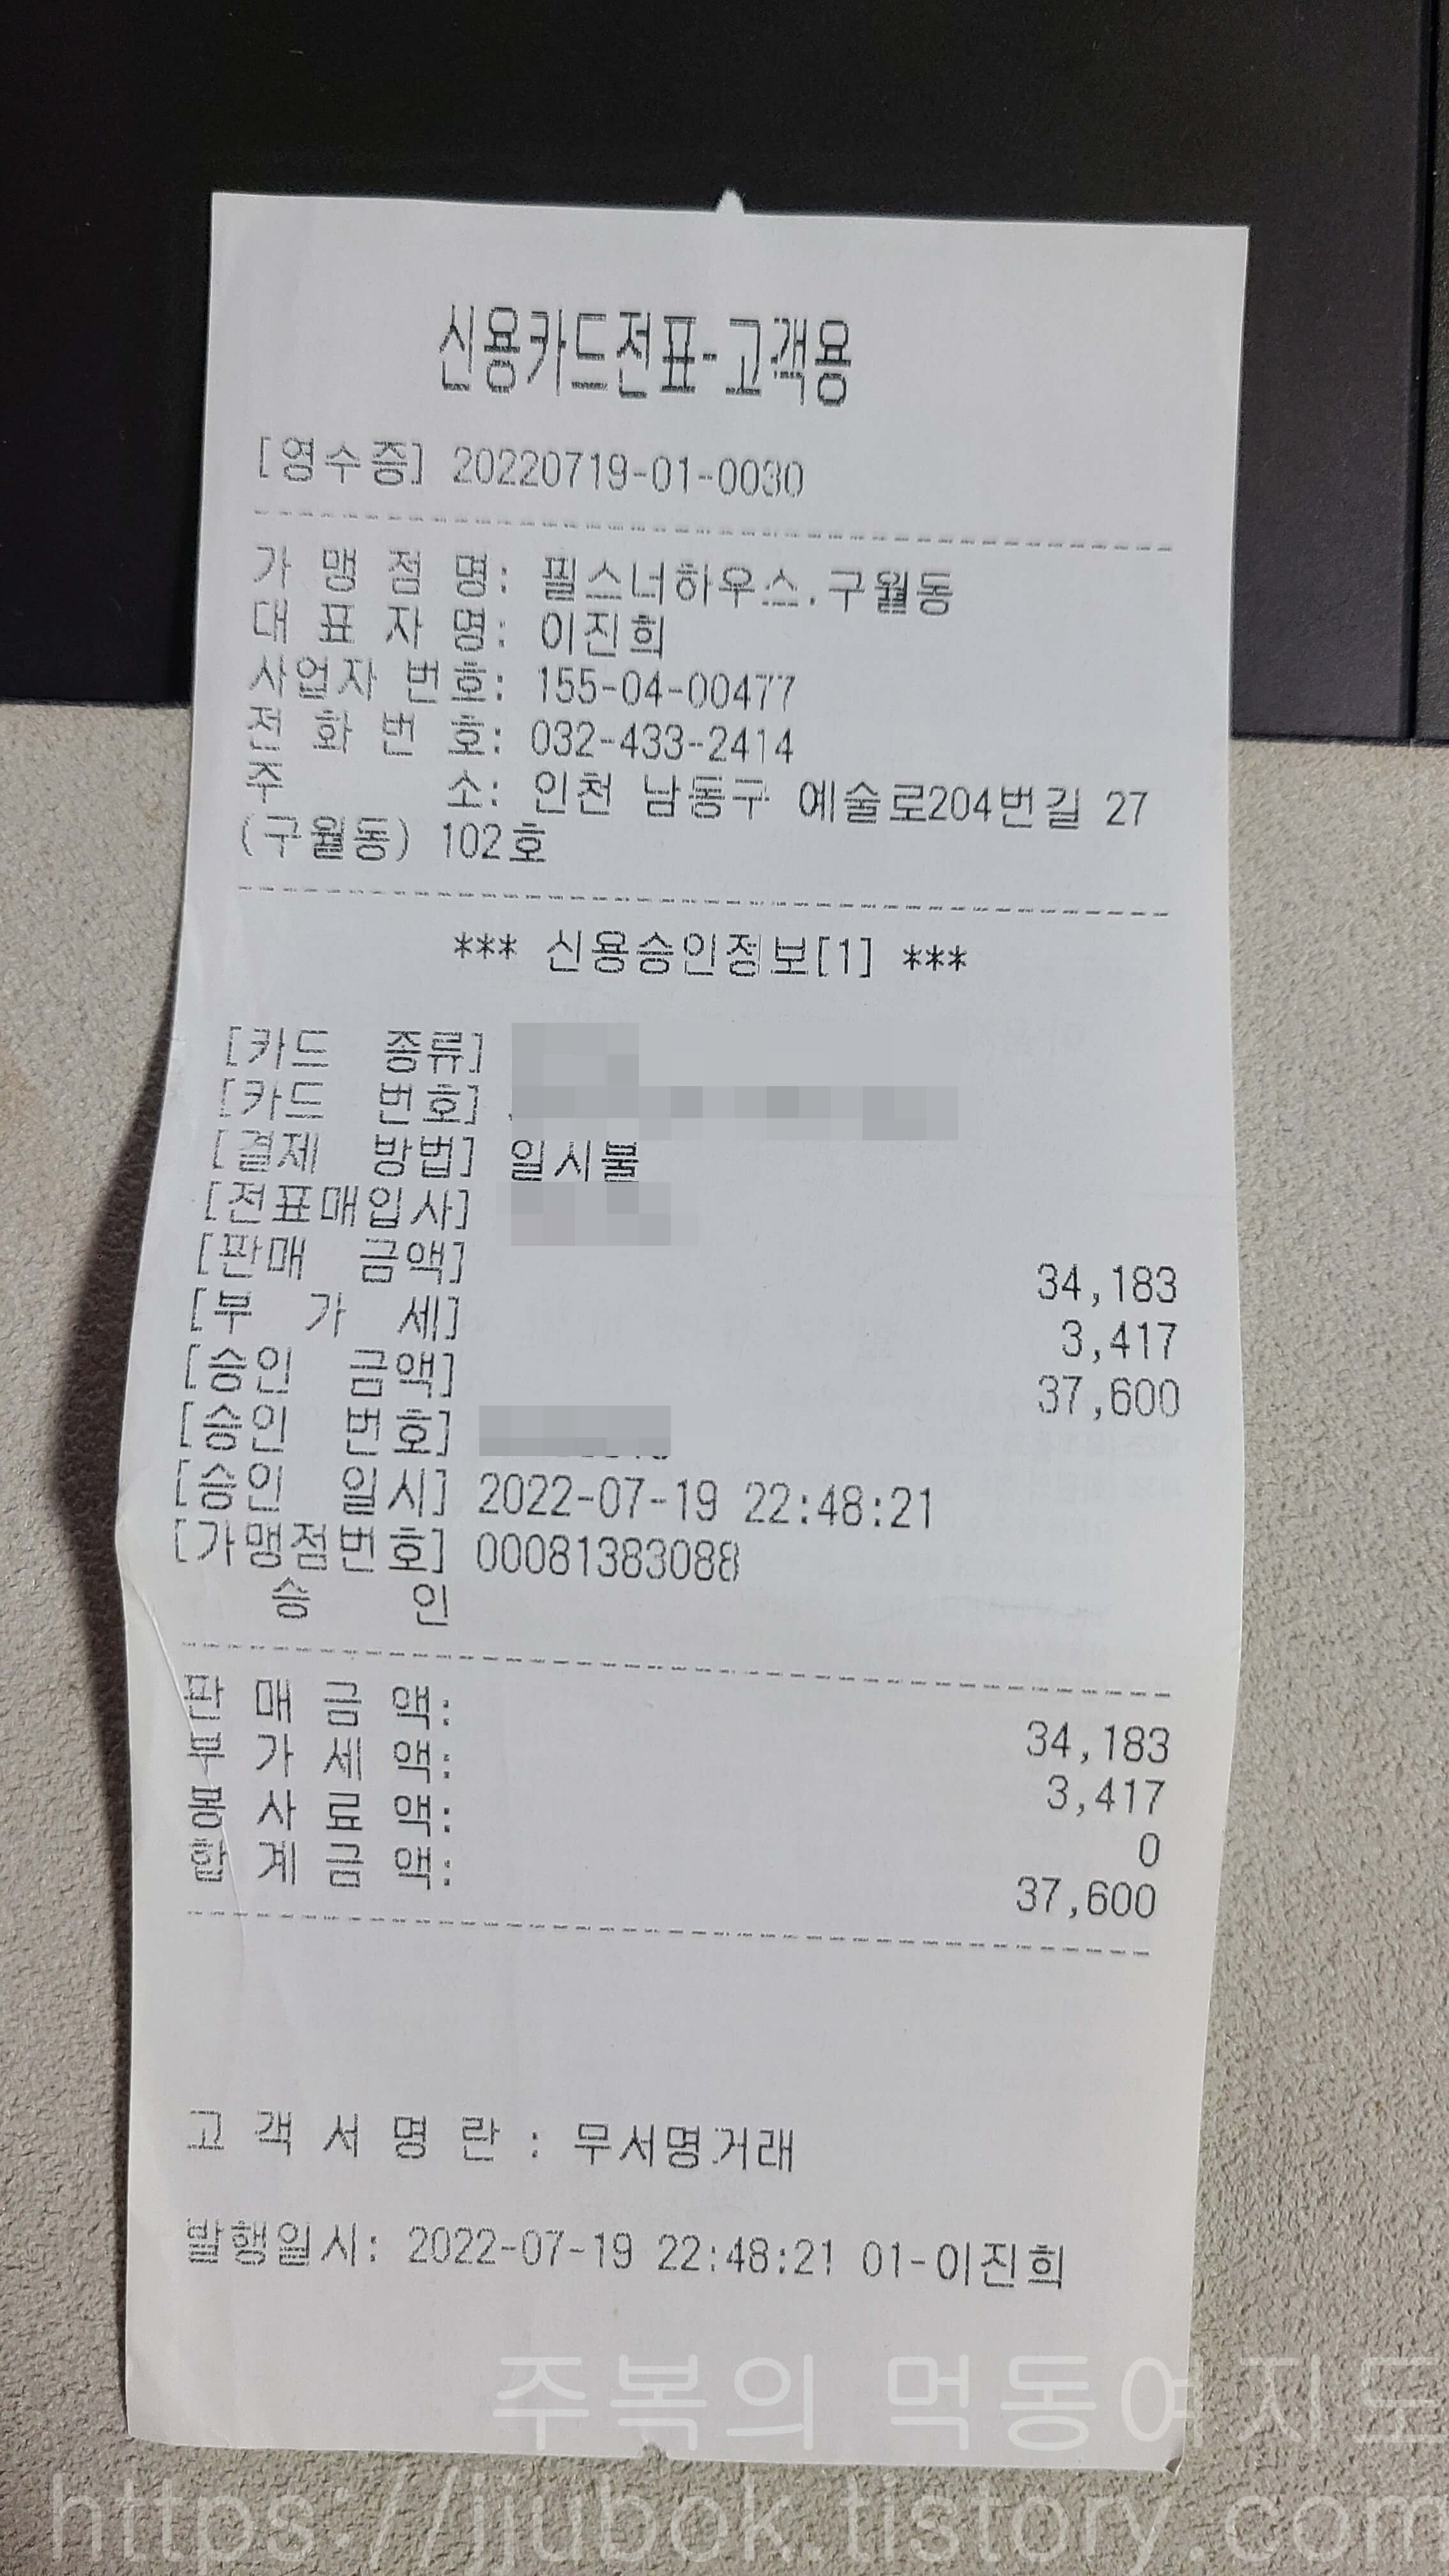 신용카드전표-고객용
[영수증] 20220719-01-0030
가 맹 점 명: 필스너하우스.구월동
대 표 자 명: 이진희
사업자 번호: 155-04-00477
전 화 번 호: 032-433-2414
주 소: 인천 남동구 예술로204번길 27
(구월동) 102호
*** 신용승인정보[1] ***
[카드 종류]
[카드 번호]
[결제 방법] 일시불
[전표매입사]
[판매 금액] 34,183
[부 가 세] 3,417
[승인 금액] 37,600
[승인 번호]
[승인 일시] 2022-07-19 22:48:21
[가맹점번호] 00081383088
승 인
판 매 금 액: 34,183
부 가 세 액: 3,417
봉 사 료 액: 0
합 계 금 액: 37,600
고 객 서 명 란 : 무서명거래
발행일시: 2022-07-19 22:48:21 01-이진희
주복의 먹동여지도
https://jjubok.tistory.com